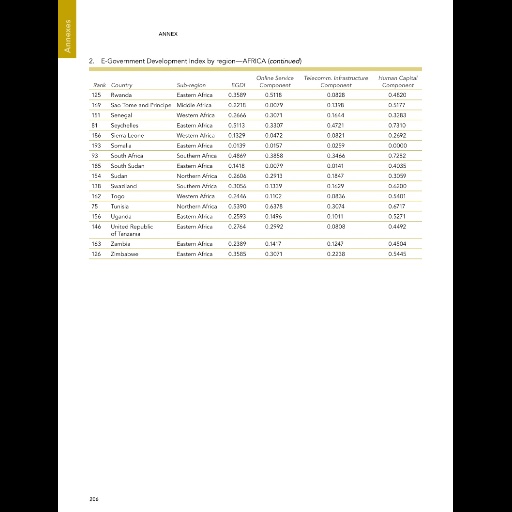 Annexes
ANNEX
2. E-Government Development Index by region—AFRICA (continued)
Online Service Telecomm. Infrastructure Human Capital
Rank Country Sub-region EGDI Component Component Component
125 Rwanda Eastern Africa 0.3589 0.5118 0.0828 0.4820
169 Sao Tome and Principe Middle Africa 0.2218 0.0079 0.1398 0.5177
151 Senegal Western Africa 0.2666 0.3071 0.1644 0.3283
81 Seychelles Eastern Africa 0.5113 0.3307 0.4721 0.7310
186 Sierra Leone Western Africa 0.1329 0.0472 0.0821 0.2692
193 Somalia Eastern Africa 0.0139 0.0157 0.0259 0.0000
93 South Africa Southern Africa 0.4869 0.3858 0.3466 0.7282
185 South Sudan Eastern Africa 0.1418 0.0079 0.0141 0.4035
154 Sudan Northern Africa 0.2606 0.2913 0.1847 0.3059
138 Swaziland Southern Africa 0.3056 0.1339 0.1629 0.6200
162 Togo Western Africa 0.2446 0.1102 0.0836 0.5401
75 Tunisia Northern Africa 0.5390 0.6378 0.3074 0.6717
156 Uganda Eastern Africa 0.2593 0.1496 0.1011 0.5271
146 United Republic Eastern Africa 0.2764 0.2992 0.0808 0.4492
of Tanzania
163 Zambia Eastern Africa 0.2389 0.1417 0.1247 0.4504
126 Zimbabwe Eastern Africa 0.3585 0.3071 0.2238 0.5445
206